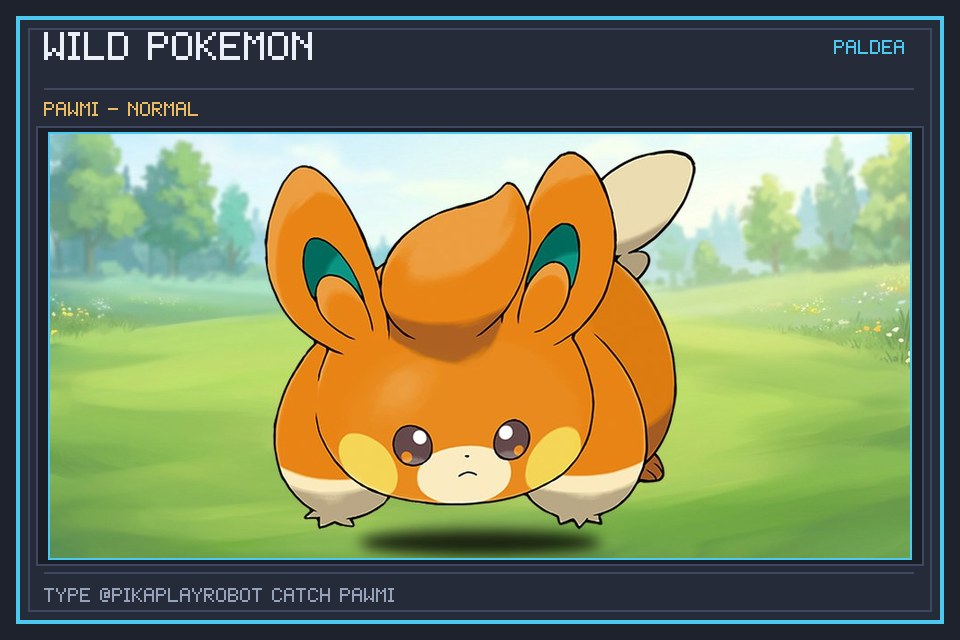 WILD POKEMON
PALDEA
PAWMI - NORMAL
TYPE @PIKAPLAYROBOT CATCH PAWMI